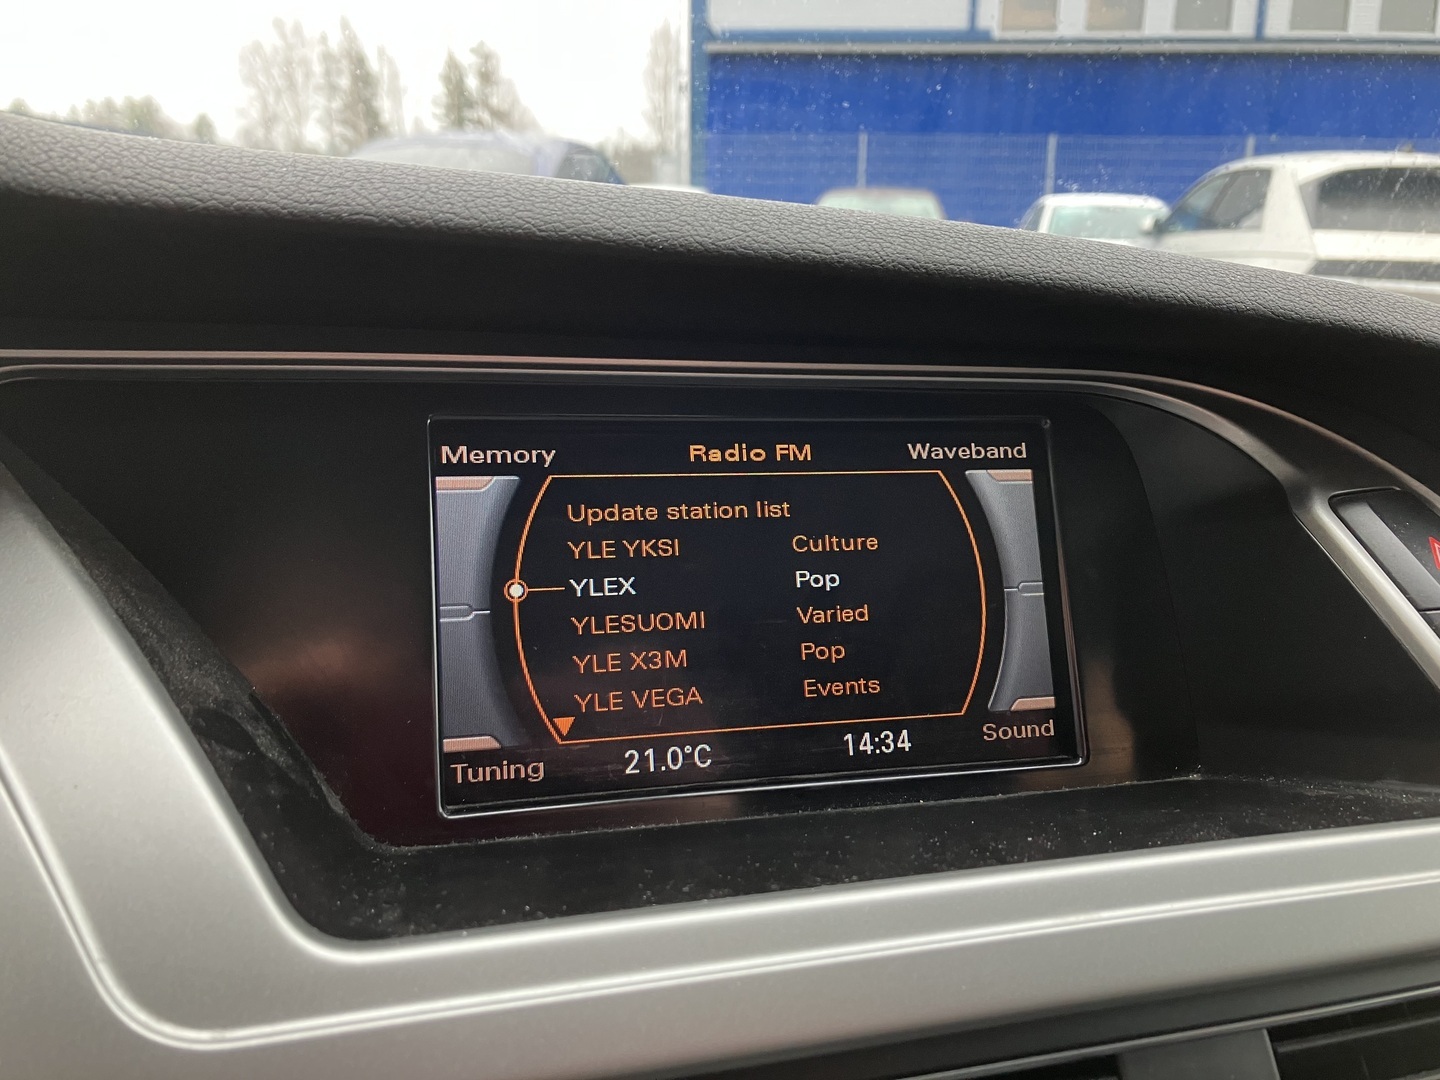 Memory Radio FM Waveband
Update station list
YLE YKSI Culture
YLEX Pop
YLESUOMI Varied
YLE X3M Pop
YLE VEGA Events
Tuning 21.0°C 14:34 Sound